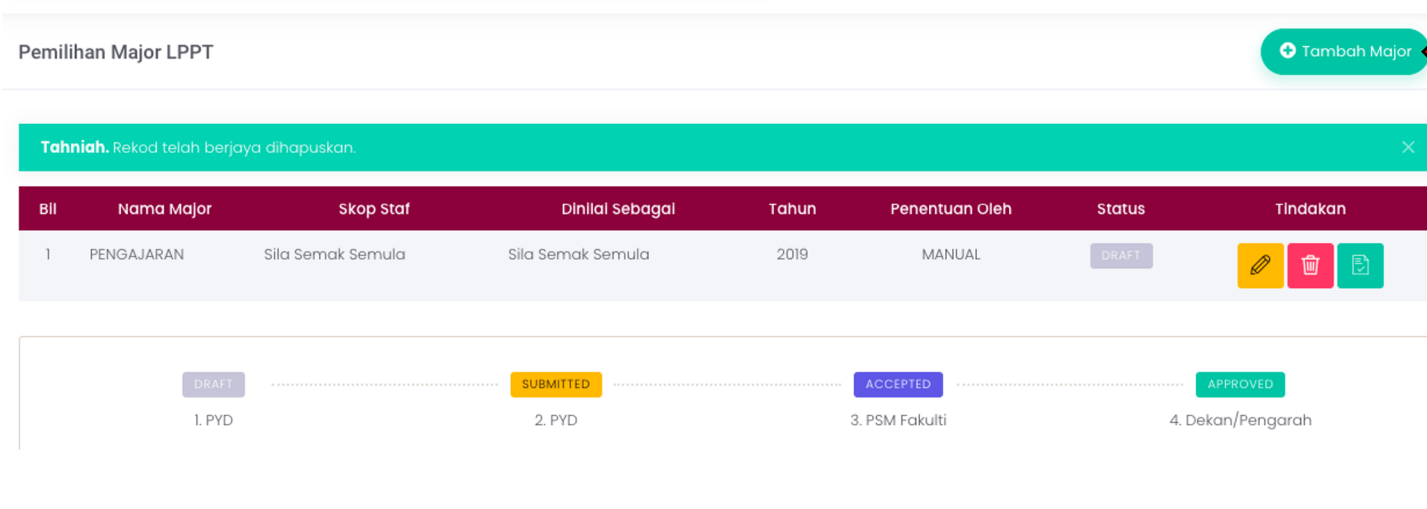 Pemilihan Major LPPT
Tambah Major
Tahniah. Rekod telah berjaya dihapuskan.
Bil Nama Major Skop Staf Dinilai Sebagai Tahun Penentuan Oleh Status Tindakan
1 PENGAJARAN Sila Semak Semula Sila Semak Semula 2019 MANUAL DRAFT
DRAFT SUBMITTED ACCEPTED APPROVED
1. PYD 2. PYD 3. PSM Fakulti 4. Dekan/Pengarah